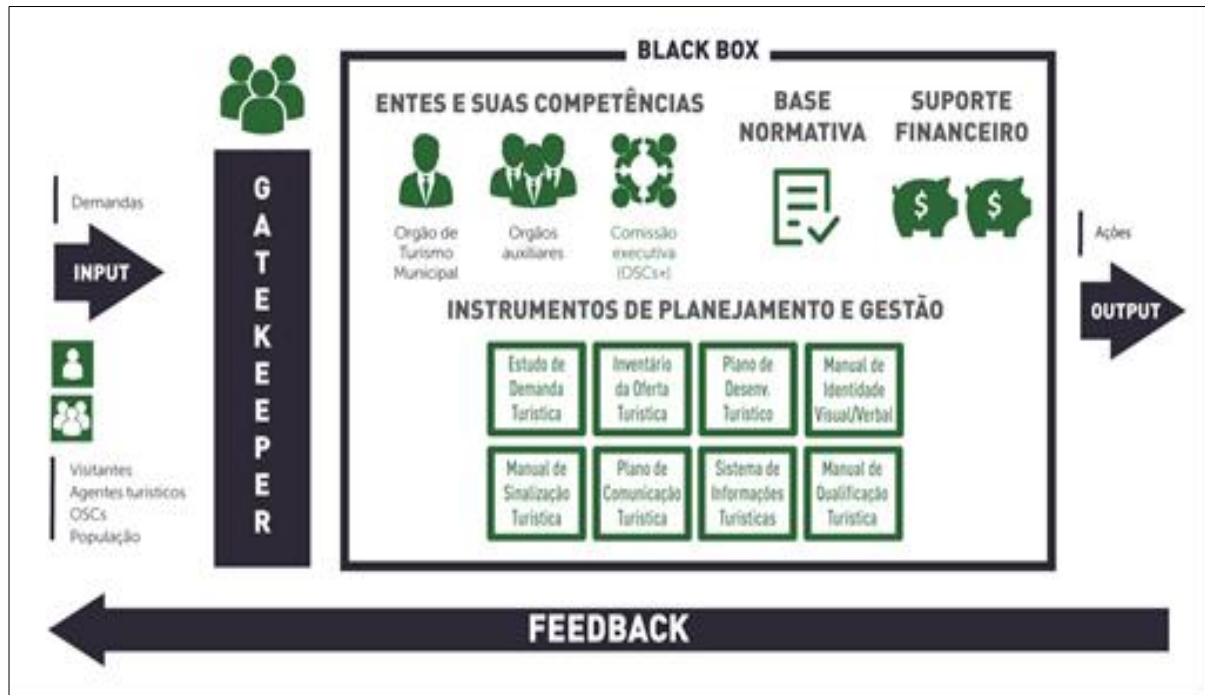 BLACK BOX
ENTES E SUAS COMPETÊNCIAS
BASE
NORMATIVA
SUPORTE
FINANCEIRO
Orgão de
Turismo
Municipal
Orgãos
auxiliares
Comissão
executiva
(OSCs+)
Demandas
INPUT
Visitantes
Agentes turísticos
OSCs
População
GATEKEEPER
INSTRUMENTOS DE PLANEJAMENTO E GESTÃO
Estudo de
Demanda
Turística
Inventário
da Oferta
Turística
Plano de
Desenv.
Turístico
Manual de
Identidade
Visual/Verbal
Manual de
Sinalização
Turística
Plano de
Comunicação
Turística
Sistema de
Informações
Turísticas
Manual de
Qualificação
Turística
Ações
OUTPUT
FEEDBACK